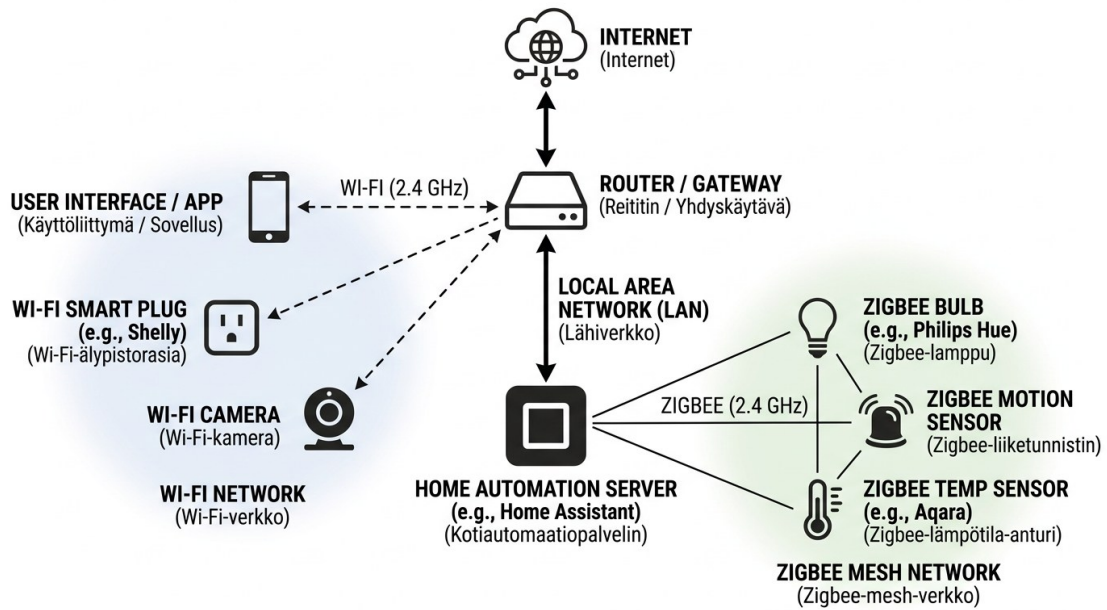 INTERNET
(Internet)
WI-FI (2.4 GHz)
USER INTERFACE / APP
(Käyttöliittymä / Sovellus)
ROUTER / GATEWAY
(Reititin / Yhdyskäytävä)
LOCAL AREA
NETWORK (LAN)
(Lähiverkko)
WI-FI SMART PLUG
(e.g., Shelly)
(Wi-Fi-älypistorasia)
WI-FI CAMERA
(Wi-Fi-kamera)
WI-FI NETWORK
(Wi-Fi-verkko)
HOME AUTOMATION SERVER
(e.g., Home Assistant)
(Kotiautomaatiopalvelin)
ZIGBEE (2.4 GHz)
ZIGBEE BULB
(e.g., Philips Hue)
(Zigbee-lamppu)
ZIGBEE MOTION
SENSOR
(Zigbee-liiketunnistin)
ZIGBEE TEMP SENSOR
(e.g., Aqara)
(Zigbee-lämpötila-anturi)
ZIGBEE MESH NETWORK
(Zigbee-mesh-verkko)